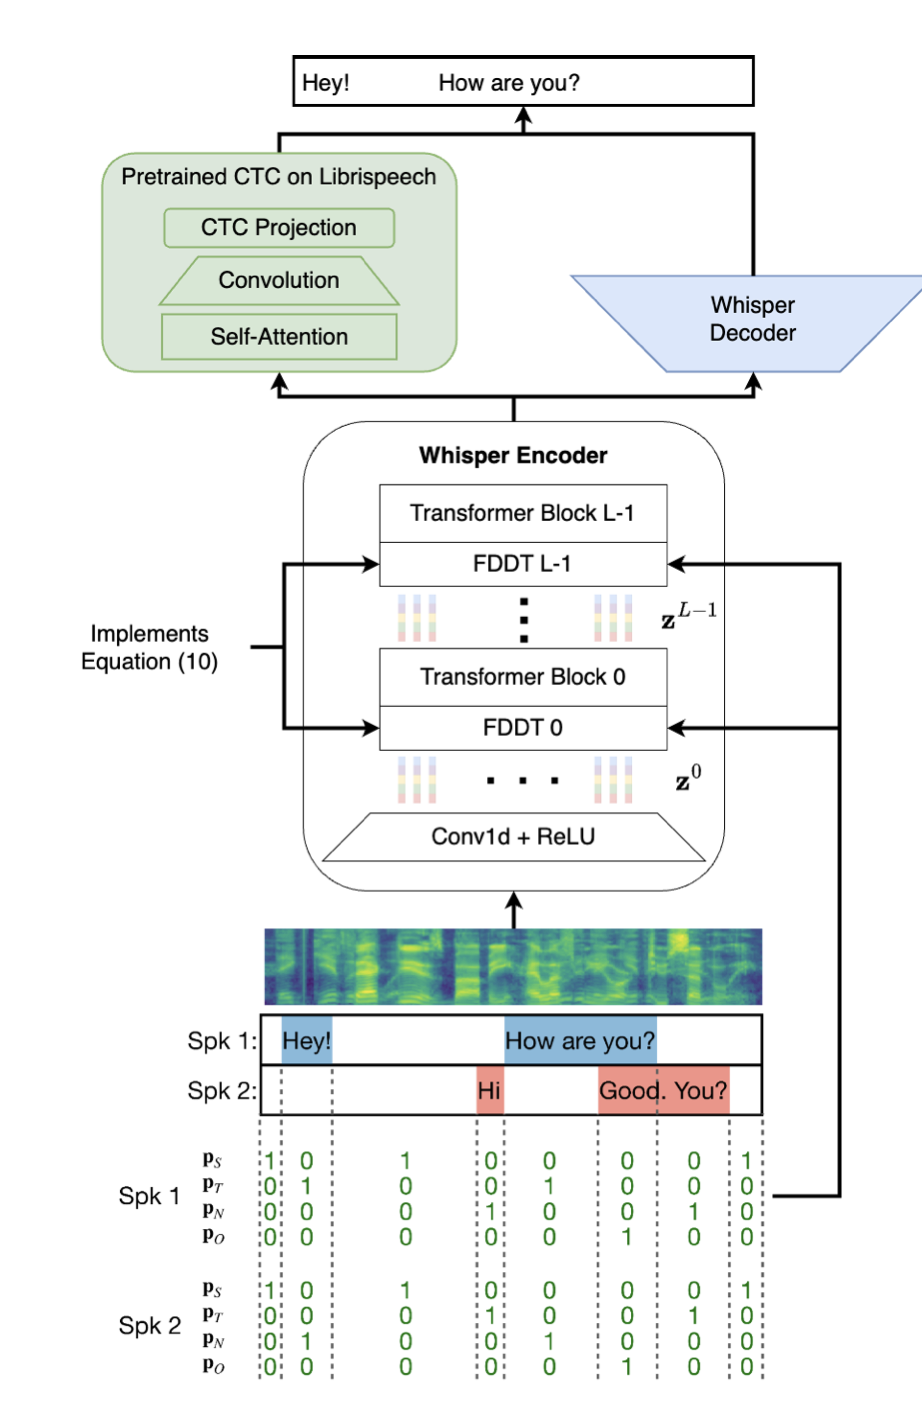 Hey! How are you?
Pretrained CTC on Librispeech
CTC Projection
Convolution
Self-Attention
Whisper
Decoder
Whisper Encoder
Transformer Block L-1
FDDT L-1
z^{L-1}
Implements
Equation (10)
Transformer Block 0
FDDT 0
z^0
Conv1d + ReLU
Spk 1: Hey! How are you?
Spk 2: Hi Good. You?
Spk 1
p_S 1 0 1 0 0 0 0 1
p_T 0 1 0 0 1 0 0 0
p_N 0 0 0 1 0 0 1 0
p_O 0 0 0 0 0 1 0 0
Spk 2
p_S 1 0 1 0 0 0 0 1
p_T 0 0 0 1 0 0 1 0
p_N 0 1 0 0 1 0 0 0
p_O 0 0 0 0 0 1 0 0